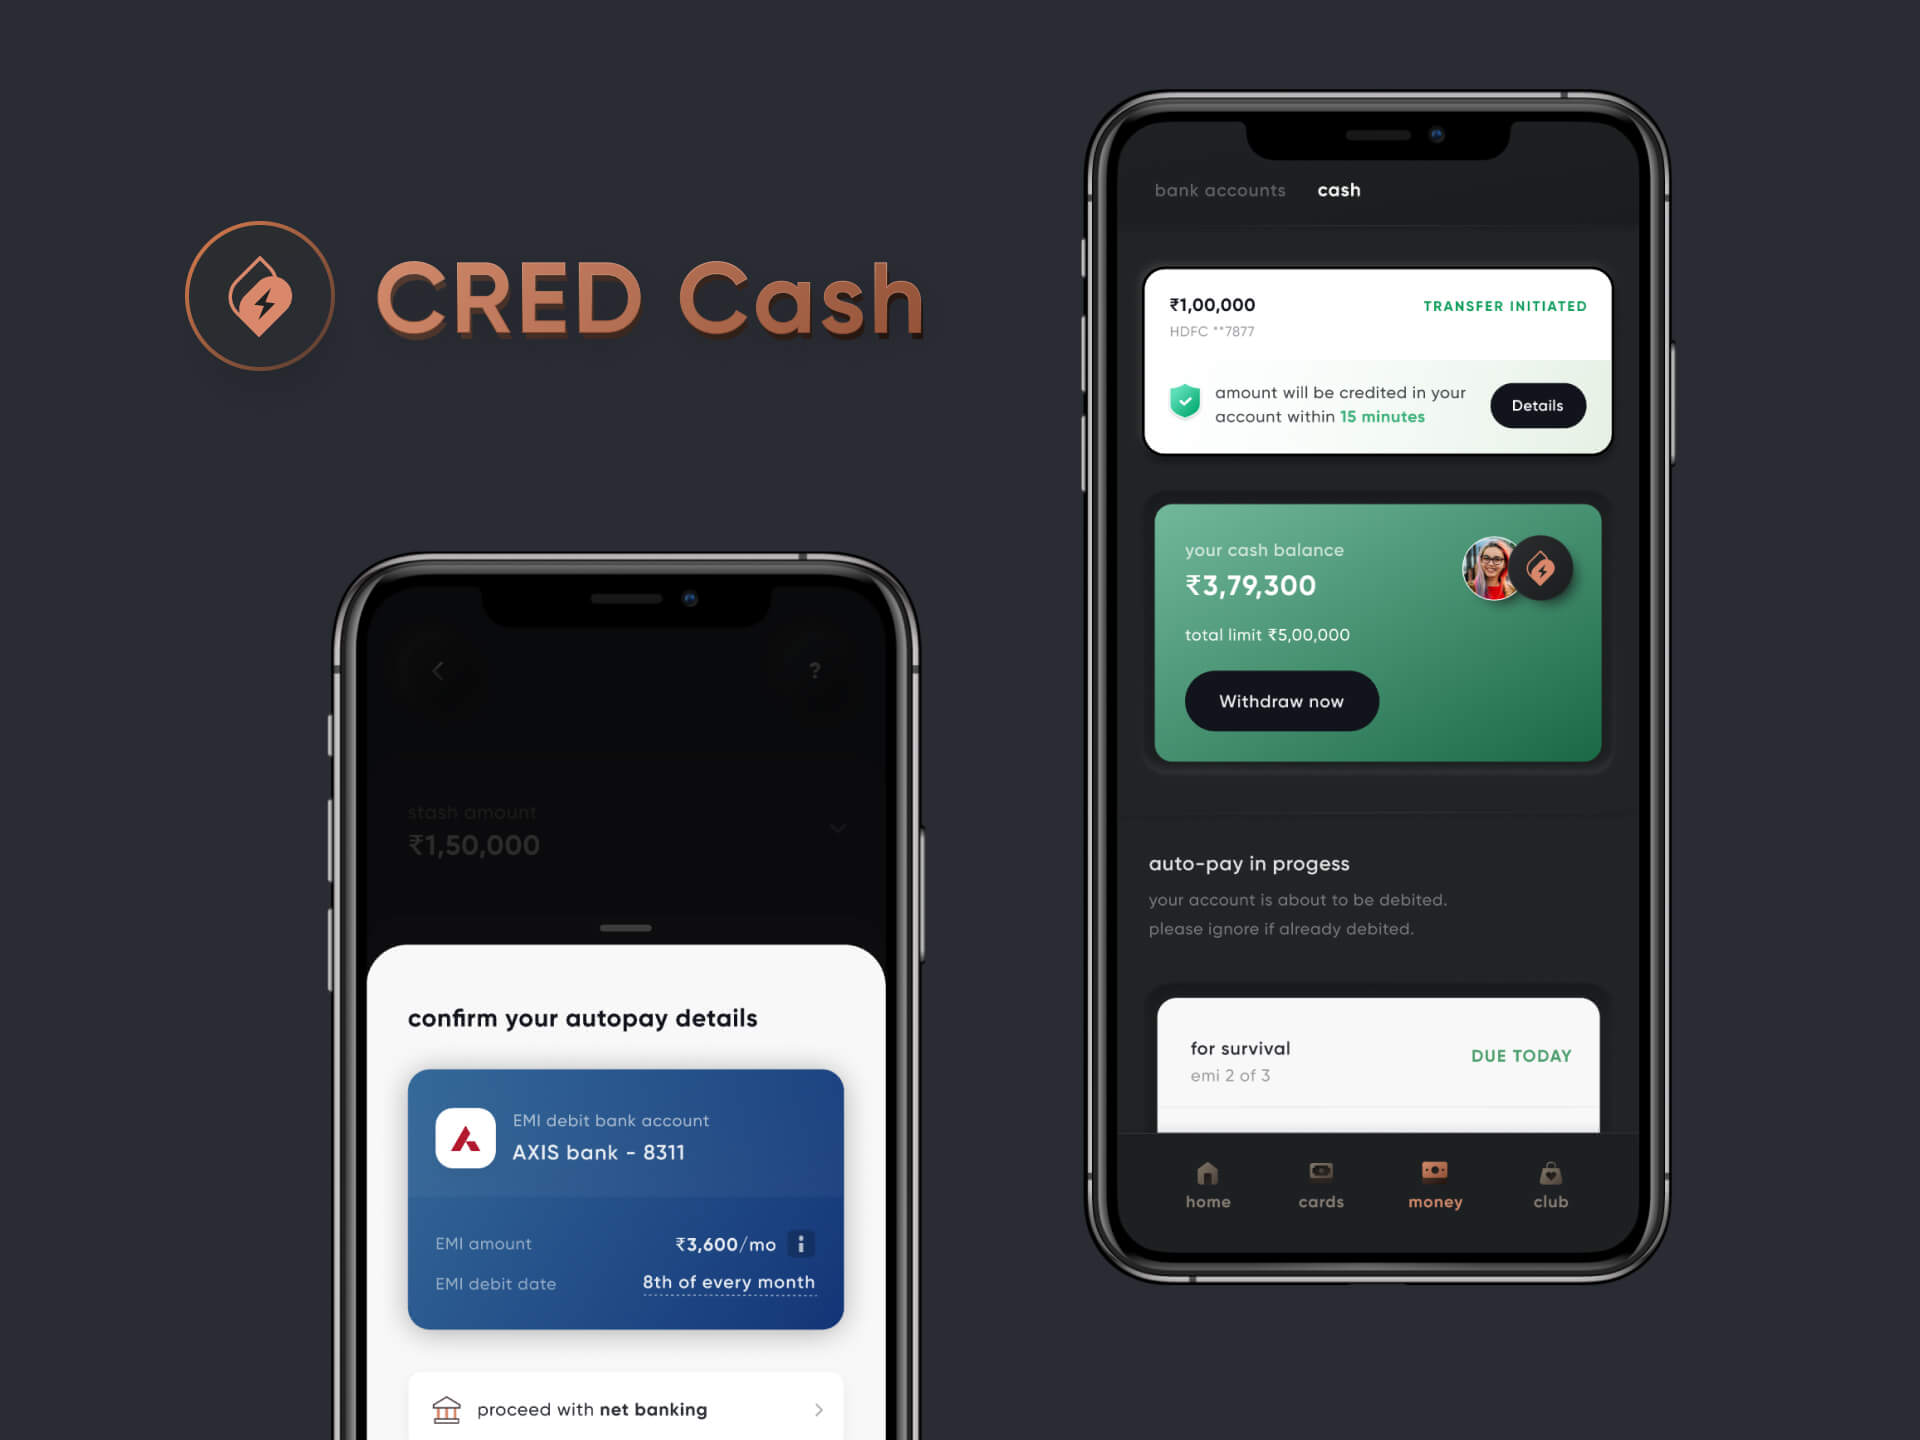 CRED Cash
?
stash amount
₹1,50,000
confirm your autopay details
EMI debit bank account
AXIS bank - 8311
EMI amount
₹3,600/mo
EMI debit date
8th of every month
proceed with net banking
bank accounts
cash
₹1,00,000
TRANSFER INITIATED
HDFC **7877
amount will be credited in your
account within 15 minutes
Details
your cash balance
₹3,79,300
total limit ₹5,00,000
Withdraw now
auto-pay in progess
your account is about to be debited.
please ignore if already debited.
for survival
DUE TODAY
emi 2 of 3
home
cards
money
club